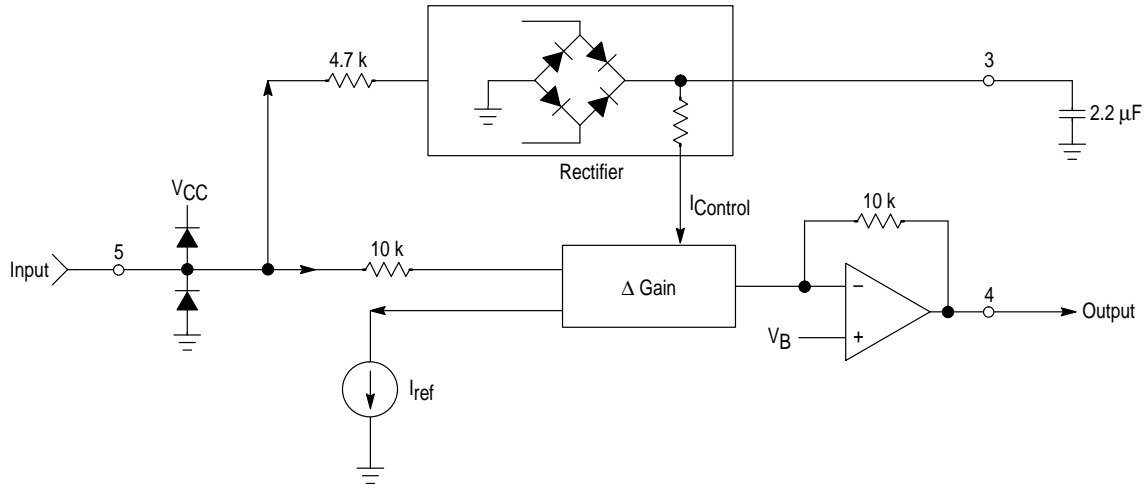 4.7 k
3
2.2 μF
Rectifier
VCC
IControl
10 k
5
10 k
Input
Δ Gain
−
4
Output
VB
+
Iref